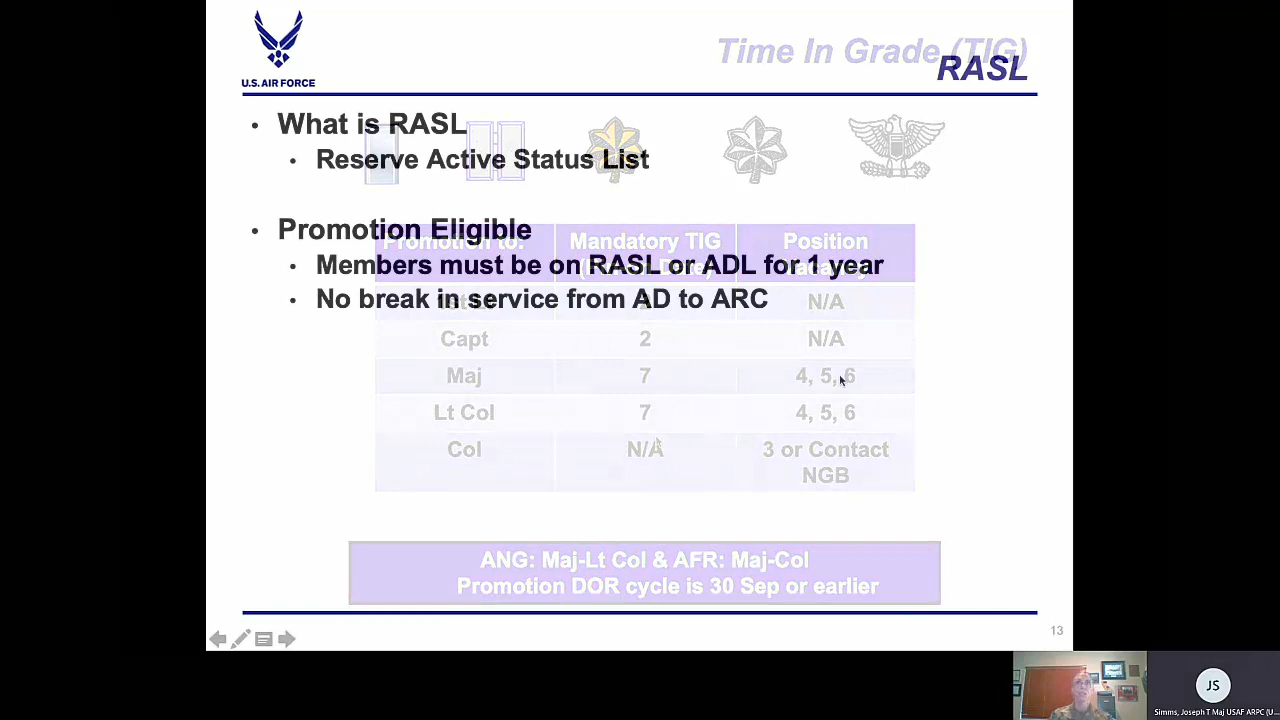 Time In Grade (TIG)
RASL
U.S. AIR FORCE
• What is RASL
• Reserve Active Status List
• Promotion Eligible
• Members must be on RASL or ADL for 1 year
• No break in service from AD to ARC
Promotion to: Mandatory TIG Position
N/A
Capt 2 N/A
Maj 7 4, 5, 6
Lt Col 7 4, 5, 6
Col N/A 3 or Contact
NGB
ANG: Maj-Lt Col & AFR: Maj-Col
Promotion DOR cycle is 30 Sep or earlier
13
JS
Simms, Joseph T Maj USAF ARPC (U